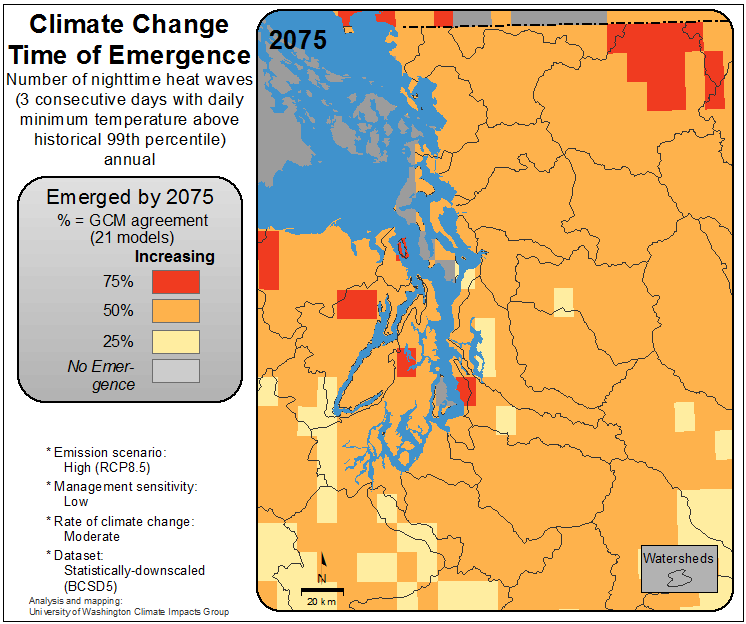 Climate Change
Time of Emergence
Number of nighttime heat waves
(3 consecutive days with daily
minimum temperature above
historical 99th percentile)
annual
Emerged by 2075
% = GCM agreement
(21 models)
Increasing
75%
50%
25%
No Emer-
gence
* Emission scenario:
High (RCP8.5)
* Management sensitivity:
Low
* Rate of climate change:
Moderate
* Dataset:
Statistically-downscaled
(BCSD5)
Analysis and mapping:
University of Washington Climate Impacts Group
2075
N
20 km
Watersheds